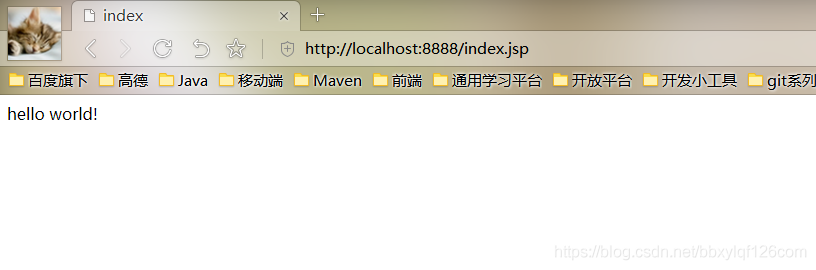 index
http://localhost:8888/index.jsp
百度旗下 高德 Java 移动端 Maven 前端 通用学习平台 开放平台 开发小工具 git系列
hello world!
https://blog.csdn.net/bbxylqf126com